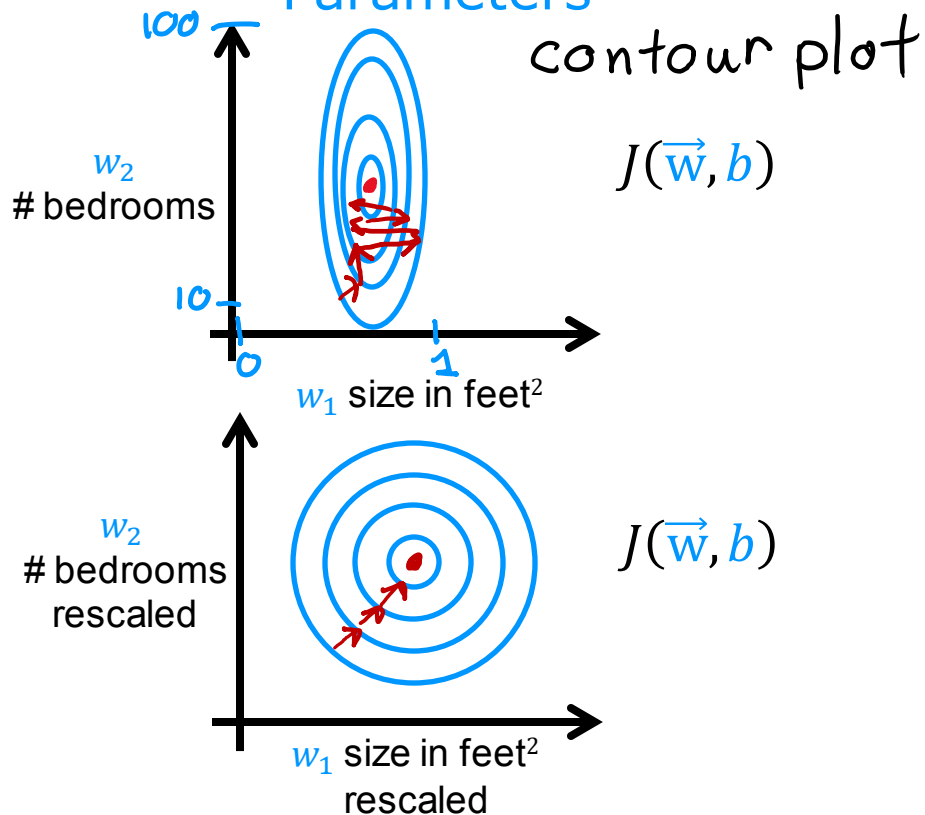 Parameters
100
contour plot
w₂
# bedrooms
J(w⃗, b)
10
0
1
w₁ size in feet²
w₂
# bedrooms
rescaled
J(w⃗, b)
w₁ size in feet²
rescaled